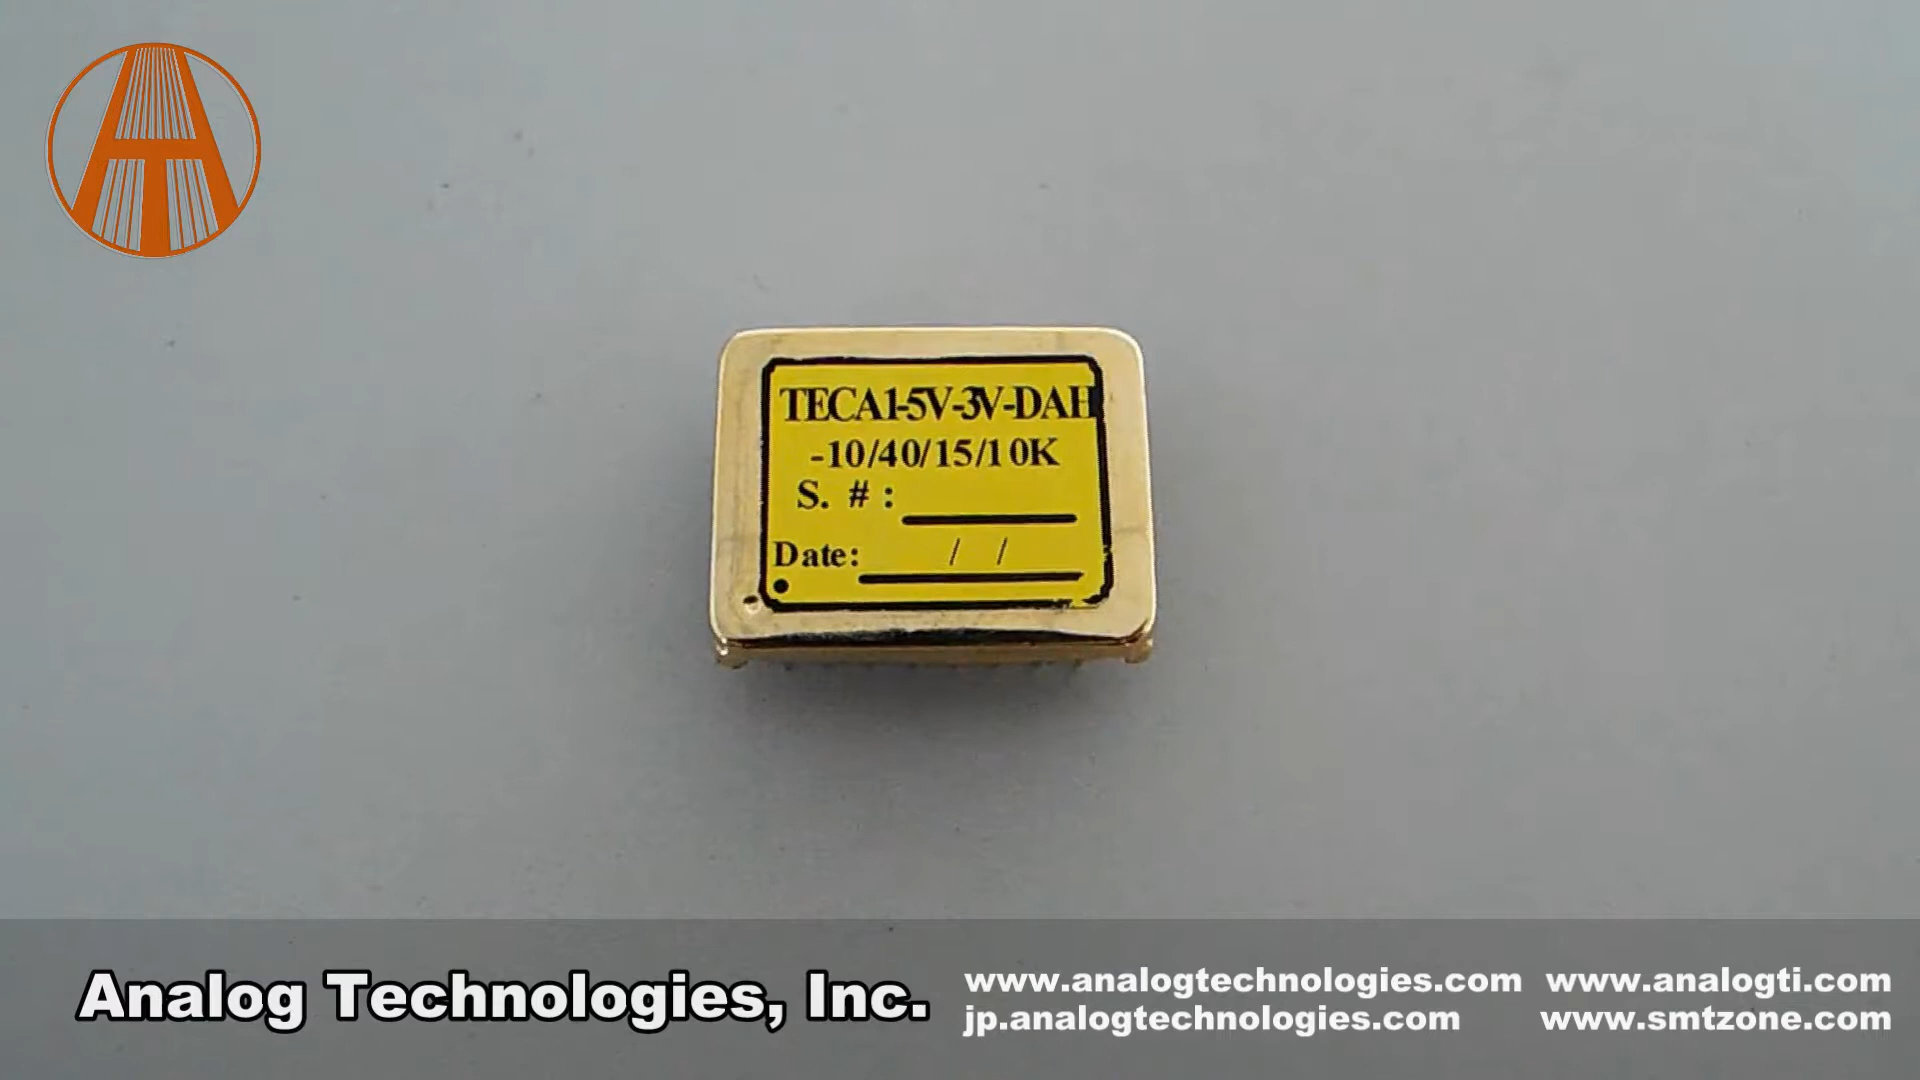 TECA1-5V-3V-DAH
-10/40/15/10K
S. # :
Date: / /
Analog Technologies, Inc.
www.analogtechnologies.com www.analogti.com
jp.analogtechnologies.com www.smtzone.com